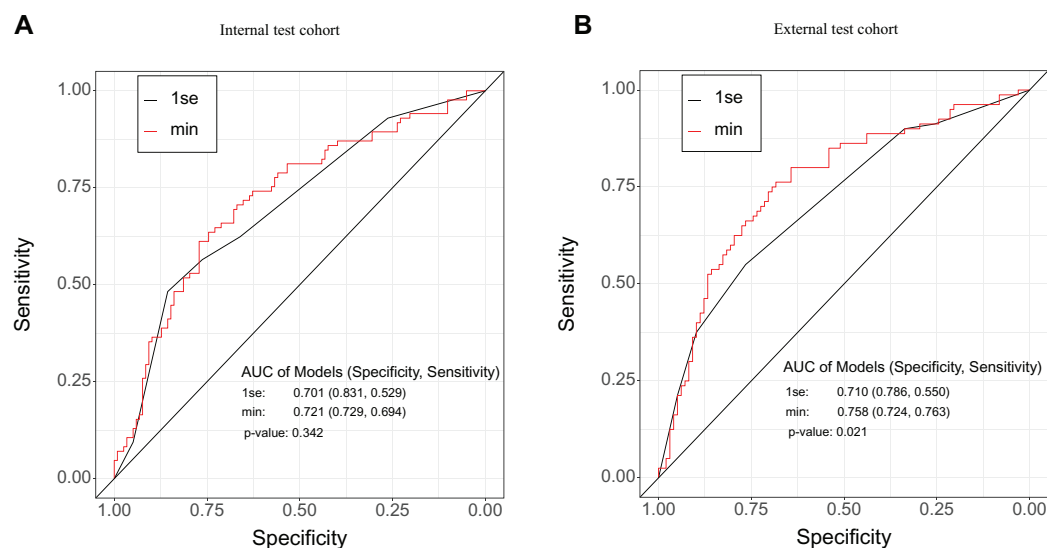 A
Internal test cohort
1se
min
1.00
0.75
0.50
0.25
0.00
Sensitivity
AUC of Models (Specificity, Sensitivity)
1se: 0.701 (0.831, 0.529)
min: 0.721 (0.729, 0.694)
p-value: 0.342
1.00 0.75 0.50 0.25 0.00
Specificity
B
External test cohort
1se
min
1.00
0.75
0.50
0.25
0.00
Sensitivity
AUC of Models (Specificity, Sensitivity)
1se: 0.710 (0.786, 0.550)
min: 0.758 (0.724, 0.763)
p-value: 0.021
1.00 0.75 0.50 0.25 0.00
Specificity